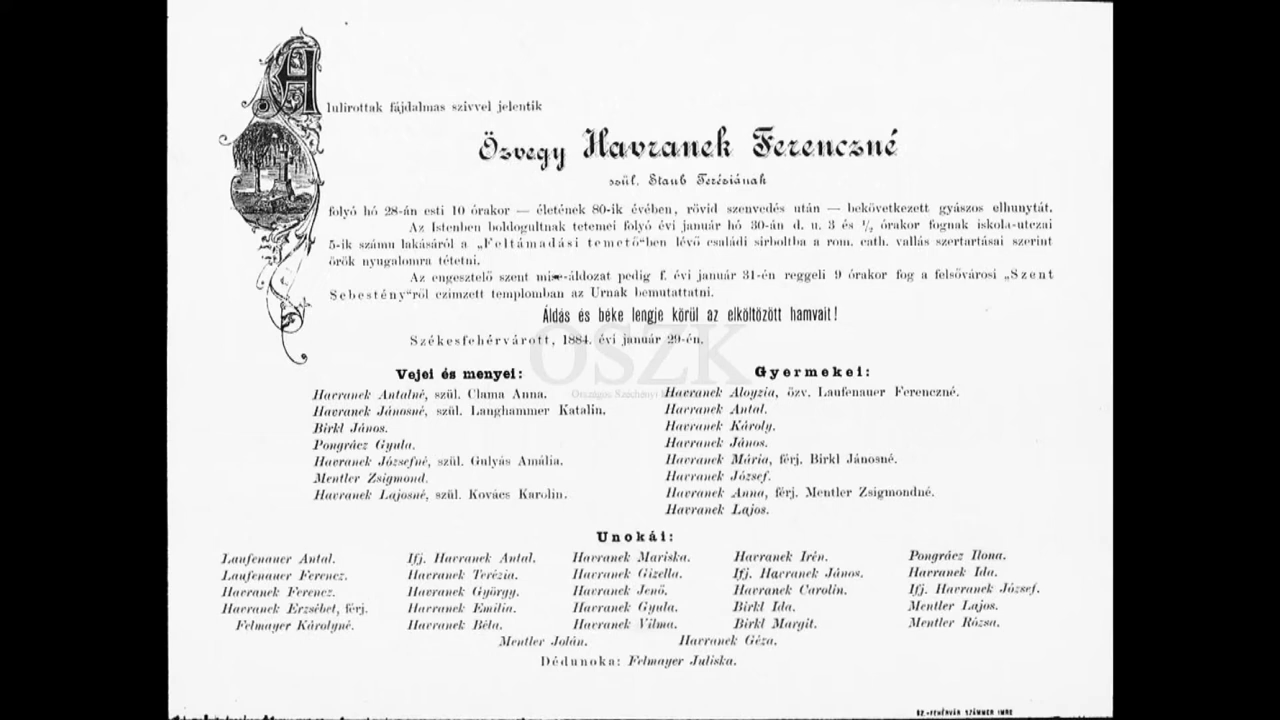 Alulirottak fájdalmas szivvel jelentik
Özvegy Havranek Ferenczné
szül. Staub Teréziának
folyó hó 28-án esti 10 órakor — életének 80-ik évében, rövid szenvedés után — bekövetkezett gyászos elhunytát.
Az Istenben boldogultnak tetemei folyó évi január hó 30-án d. u. 3 és ½ órakor fognak iskola-utczai
5-ik számu lakásáról a „Feltámadási temető“ben lévő családi sirboltba a rom. cath. vallás szertartásai szerint
örök nyugalomra tétetni.
Az engesztelő szent mise-áldozat pedig f. évi január 31-én reggeli 9 órakor fog a felsővárosi „Szent
Sebestény“ről czimzett templomban az Urnak bemutattatni.
Áldás és béke lengje körül az elköltözött hamvait!
Székesfehérvárott, 1884. évi január 29-én.
OSZK
Országos Széchényi
Vejei és menyei:
Havranek Antalné, szül. Clama Anna.
Havranek Jánosné, szül. Langhammer Katalin.
Birkl János.
Pongrácz Gyula.
Havranek Józsefné, szül. Gulyás Amália.
Mentler Zsigmond.
Havranek Lajosné, szül. Kovács Karolin.
Gyermekei:
Havranek Aloyzia, özv. Laufenauer Ferenczné.
Havranek Antal.
Havranek Károly.
Havranek János.
Havranek Mária, férj. Birkl Jánosné.
Havranek József.
Havranek Anna, férj. Mentler Zsigmondné.
Havranek Lajos.
Unokái:
Laufenauer Antal.
Laufenauer Ferencz.
Havranek Ferencz.
Havranek Erzsébet, férj.
Felmayer Károlyné.
Ifj. Havranek Antal.
Havranek Terézia.
Havranek György.
Havranek Emilia.
Havranek Béla.
Havranek Mariska.
Havranek Gizella.
Havranek Jenő.
Havranek Gyula.
Havranek Vilma.
Havranek Irén.
Ifj. Havranek János.
Havranek Carolin.
Birkl Ida.
Birkl Margit.
Pongrácz Ilona.
Havranek Ida.
Ifj. Havranek József.
Mentler Lajos.
Mentler Rózsa.
Mentler Jolán.
Havranek Géza.
Dédunoka: Felmayer Juliska.
SZ.-FEHÉRVÁR SZÁMMER IMRE